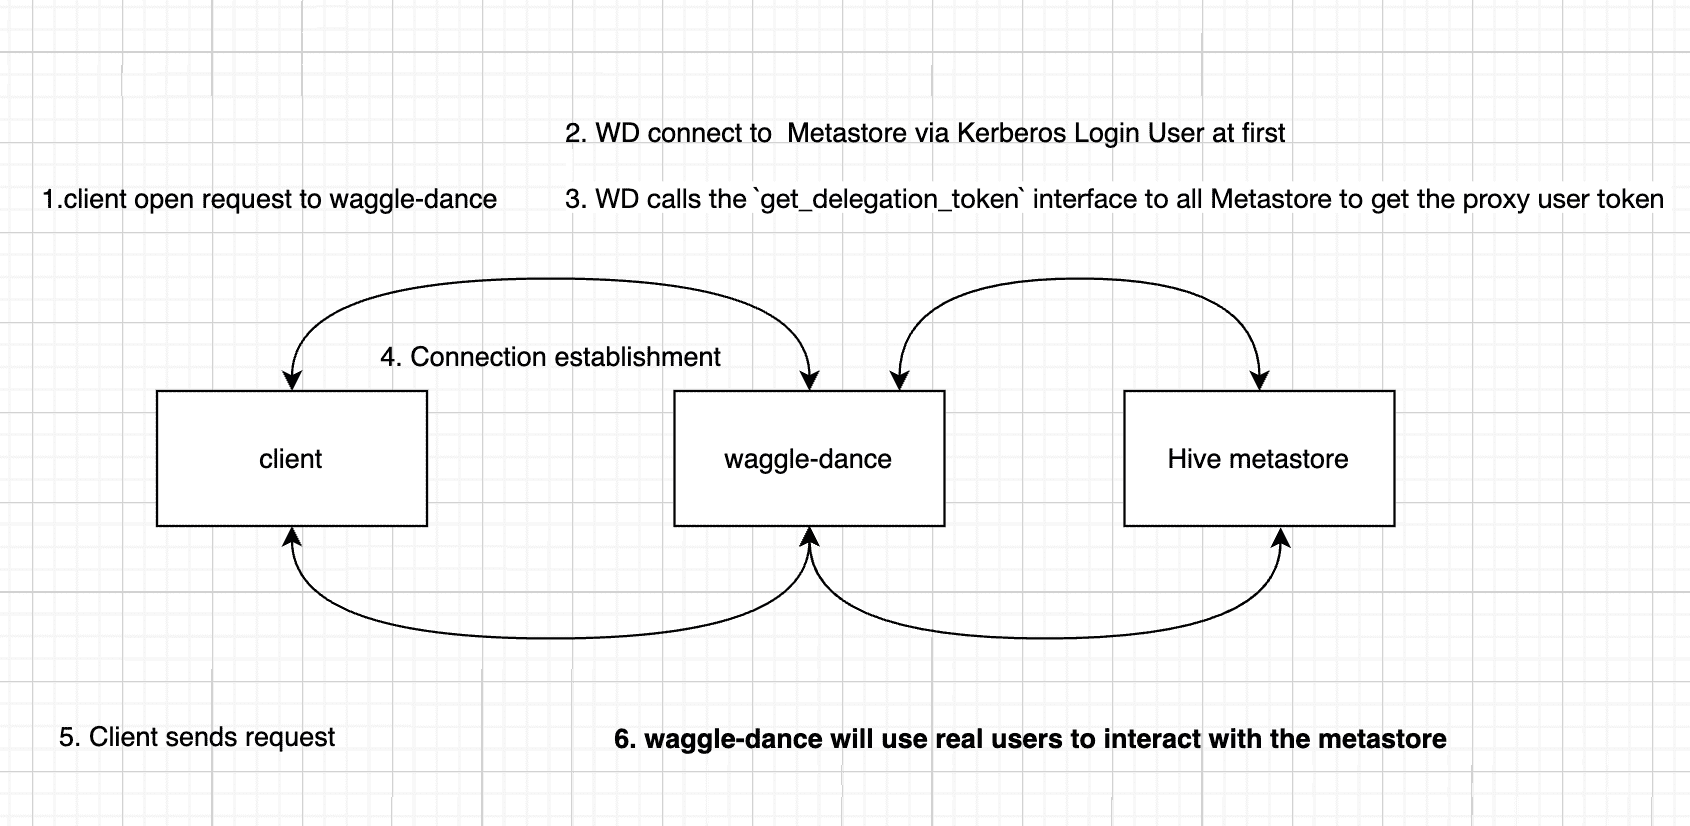 2. WD connect to  Metastore via Kerberos Login User at first
1.client open request to waggle-dance
3. WD calls the `get_delegation_token` interface to all Metastore to get the proxy user token
4. Connection establishment
client
waggle-dance
Hive metastore
5. Client sends request
6. waggle-dance will use real users to interact with the metastore